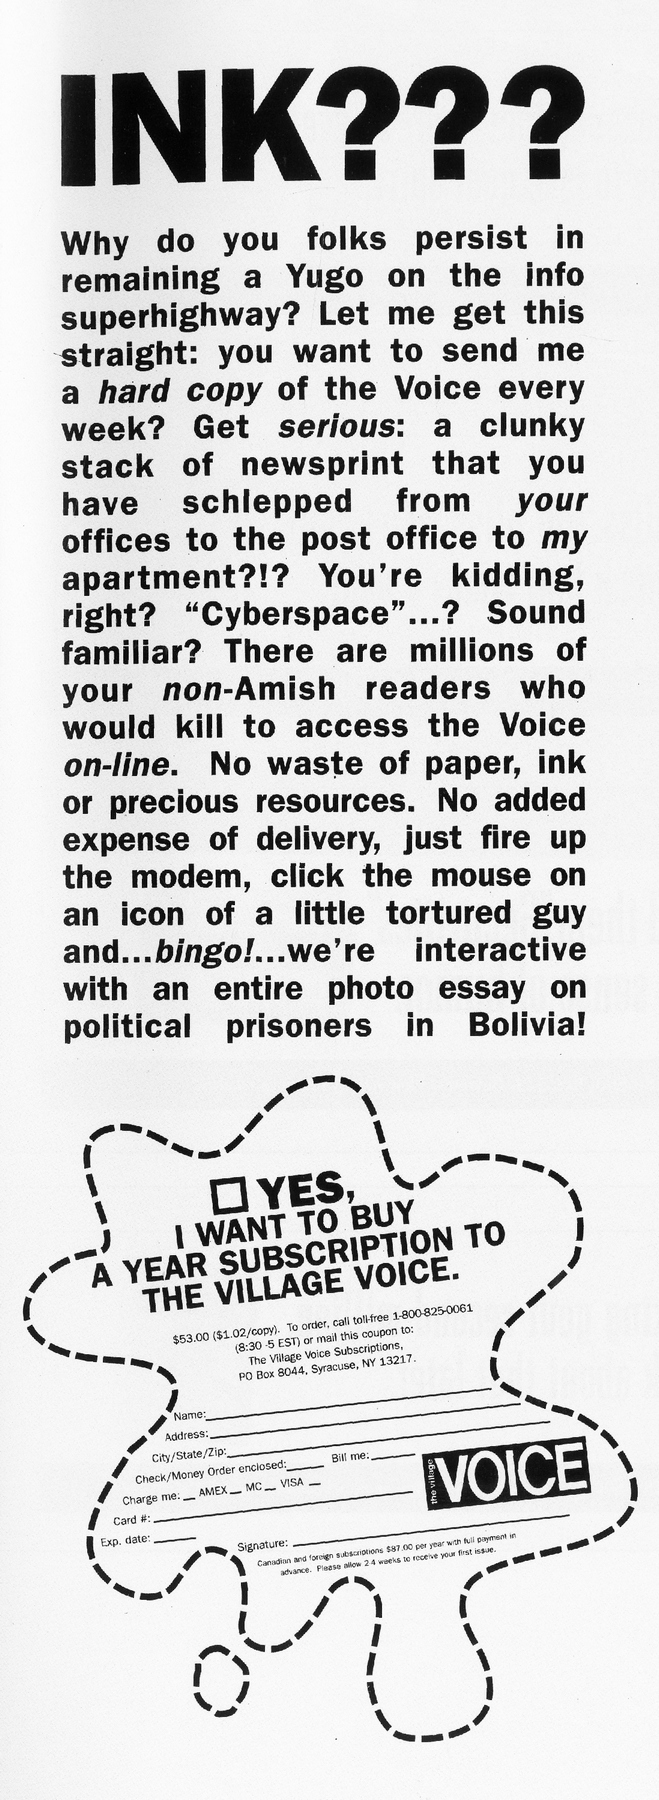 INK???
Why do you folks persist in
remaining a Yugo on the info
superhighway? Let me get this
straight: you want to send me
a hard copy of the Voice every
week? Get serious: a clunky
stack of newsprint that you
have schlepped from your
offices to the post office to my
apartment?!? You're kidding,
right? “Cyberspace”...? Sound
familiar? There are millions of
your non-Amish readers who
would kill to access the Voice
on-line. No waste of paper, ink
or precious resources. No added
expense of delivery, just fire up
the modem, click the mouse on
an icon of a little tortured guy
and...bingo!...we're interactive
with an entire photo essay on
political prisoners in Bolivia!
☐ YES,
I WANT TO BUY
A YEAR SUBSCRIPTION TO
THE VILLAGE VOICE.
$53.00 ($1.02/copy). To order, call toll-free 1-800-825-0061
(8:30 -5 EST) or mail this coupon to:
The Village Voice Subscriptions,
PO Box 8044, Syracuse, NY 13217.
Name:
Address:
City/State/Zip:
Check/Money Order enclosed: Bill me:
Charge me: AMEX MC VISA
Card #:
Exp. date: Signature:
the village VOICE
Canadian and foreign subscriptions $87.00 per year with full payment in
advance. Please allow 2-4 weeks to receive your first issue.